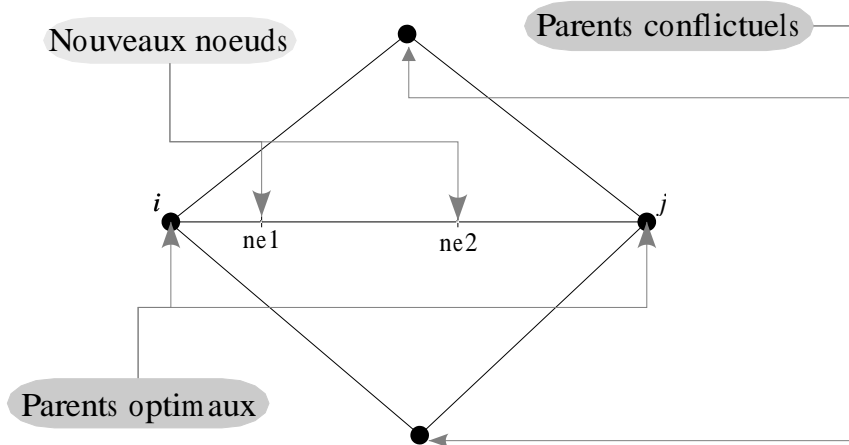 Parents conflictuels
Nouveaux noeuds
i
j
ne1
ne2
Parents optimaux